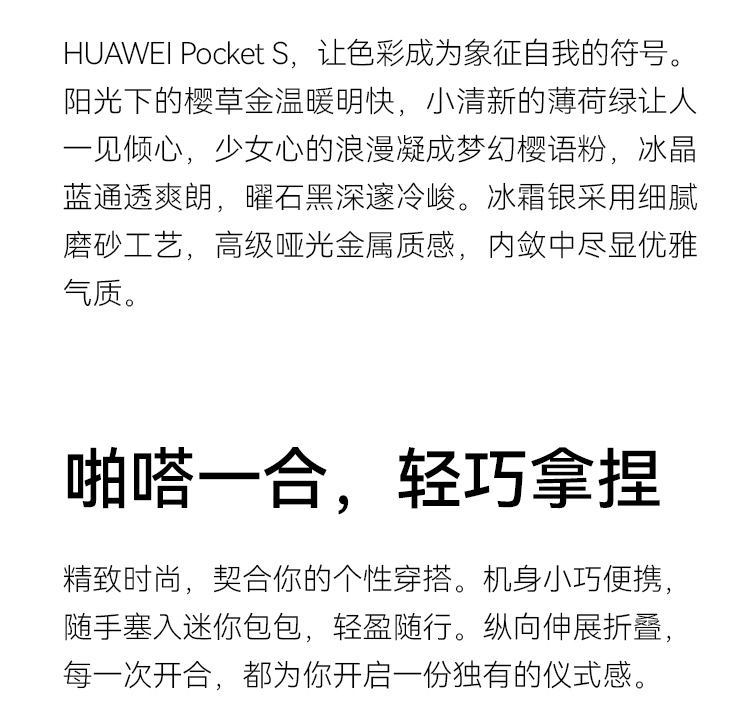 HUAWEI Pocket S，让色彩成为象征自我的符号。
阳光下的樱草金温暖明快，小清新的薄荷绿让人
一见倾心，少女心的浪漫凝成梦幻樱语粉，冰晶
蓝通透爽朗，曜石黑深邃冷峻。冰霜银采用细腻
磨砂工艺，高级哑光金属质感，内敛中尽显优雅
气质。
啪嗒一合，轻巧拿捏
精致时尚，契合你的个性穿搭。机身小巧便携，
随手塞入迷你包包，轻盈随行。纵向伸展折叠，
每一次开合，都为你开启一份独有的仪式感。